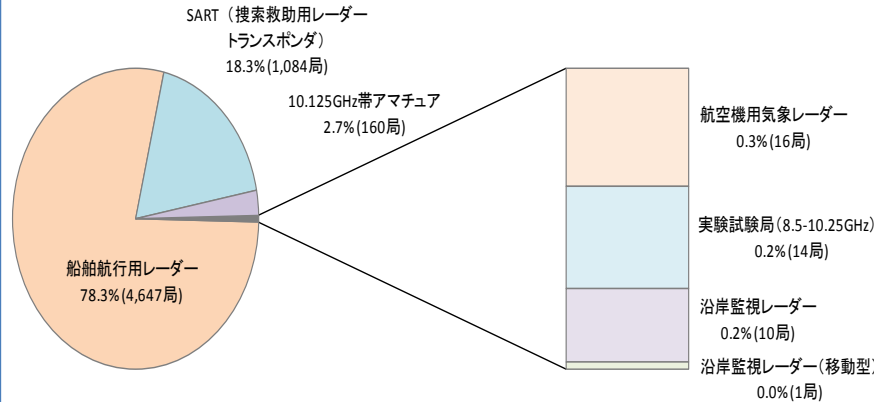 SART（捜索救助用レーダー
トランスポンダ）
18.3%(1,084局)
10.125GHz帯アマチュア
2.7%(160局)
船舶航行用レーダー
78.3%(4,647局)
航空機用気象レーダー
0.3%(16局)
実験試験局(8.5-10.25GHz)
0.2%(14局)
沿岸監視レーダー
0.2%(10局)
沿岸監視レーダー(移動型)
0.0%(1局)